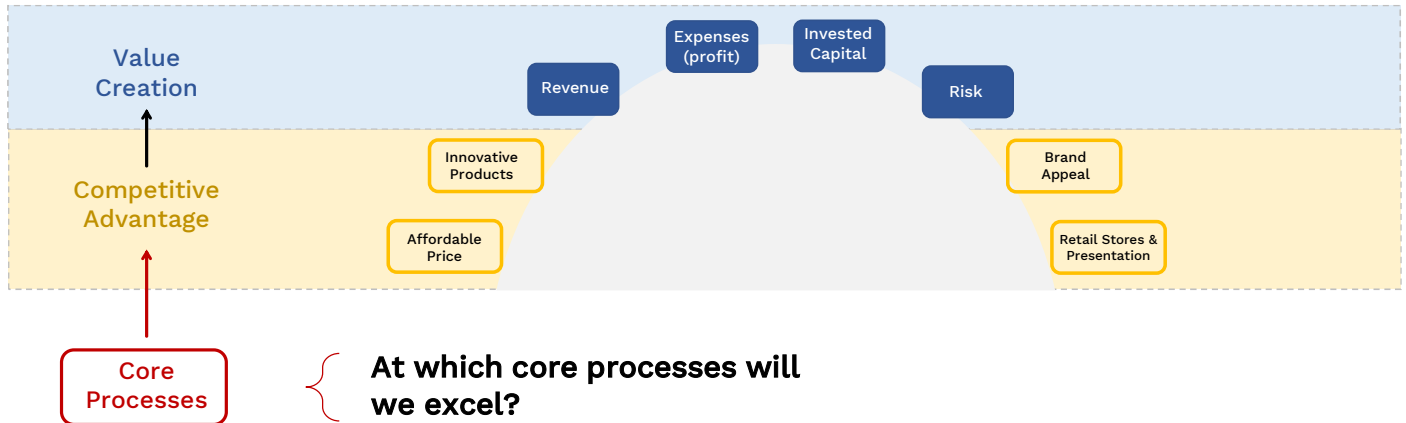 Value
Creation
Revenue
Expenses
(profit)
Invested
Capital
Risk
Competitive
Advantage
Innovative
Products
Brand
Appeal
Affordable
Price
Retail Stores &
Presentation
Core
Processes
At which core processes will
we excel?